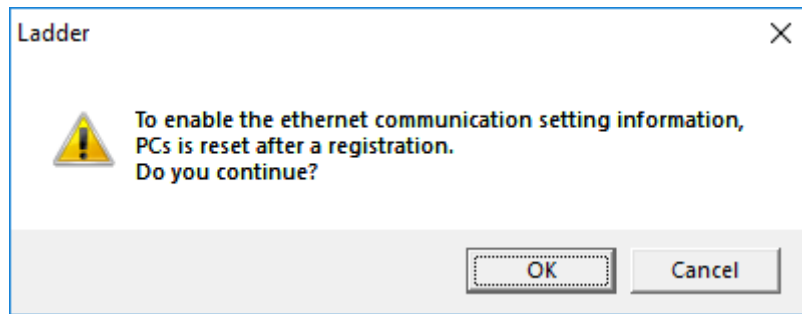 Ladder
To enable the ethernet communication setting information,
PCs is reset after a registration.
Do you continue?
OK
Cancel